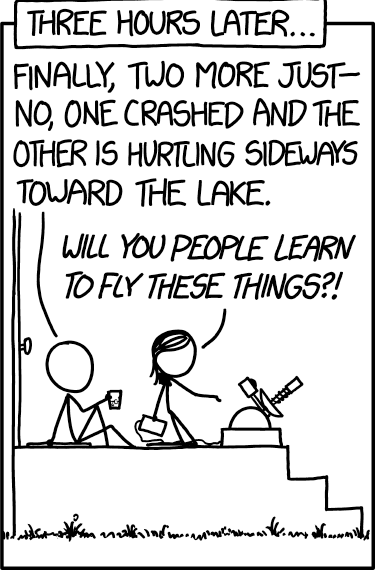 THREE HOURS LATER...
FINALLY, TWO MORE JUST—
NO, ONE CRASHED AND THE
OTHER IS HURTLING SIDEWAYS
TOWARD THE LAKE.
WILL YOU PEOPLE LEARN
TO FLY THESE THINGS?!